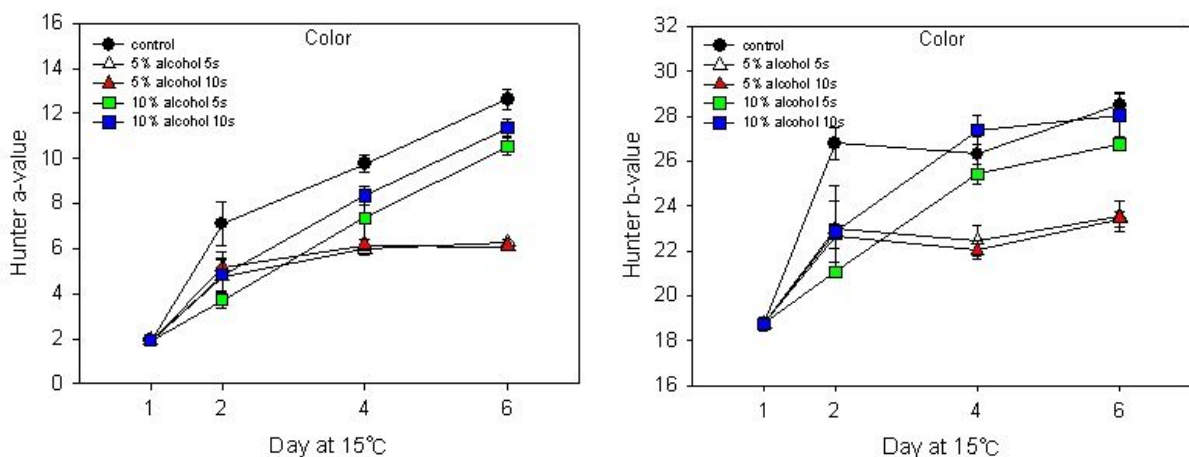 Color
control
5% alcohol 5s
5% alcohol 10s
10% alcohol 5s
10% alcohol 10s
Hunter a-value
16
14
12
10
8
6
4
2
0
1 2 4 6
Day at 15℃
Color
control
5% alcohol 5s
5% alcohol 10s
10% alcohol 5s
10% alcohol 10s
Hunter b-value
32
30
28
26
24
22
20
18
16
1 2 4 6
Day at 15℃